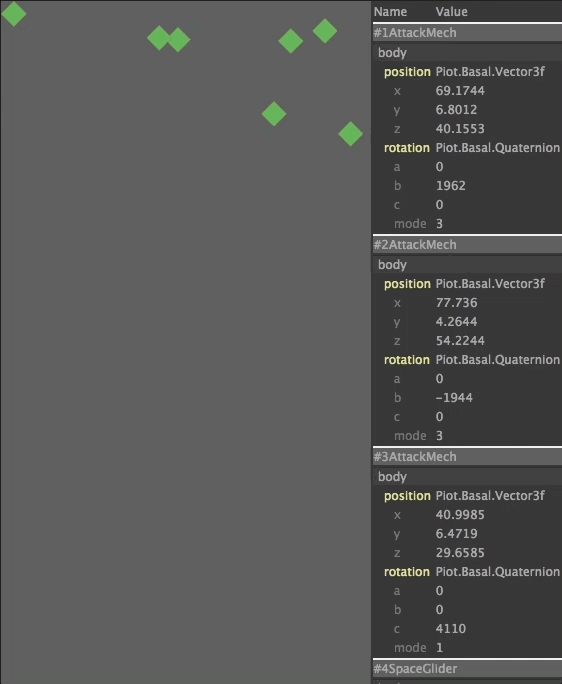 Name Value
#1AttackMech
body
position Piot.Basal.Vector3f
x 69.1744
y 6.8012
z 40.1553
rotation Piot.Basal.Quaternion
a 0
b 1962
c 0
mode 3
#2AttackMech
body
position Piot.Basal.Vector3f
x 77.736
y 4.2644
z 54.2244
rotation Piot.Basal.Quaternion
a 0
b -1944
c 0
mode 3
#3AttackMech
body
position Piot.Basal.Vector3f
x 40.9985
y 6.4719
z 29.6585
rotation Piot.Basal.Quaternion
a 0
b 0
c 4110
mode 1
#4SpaceGlider